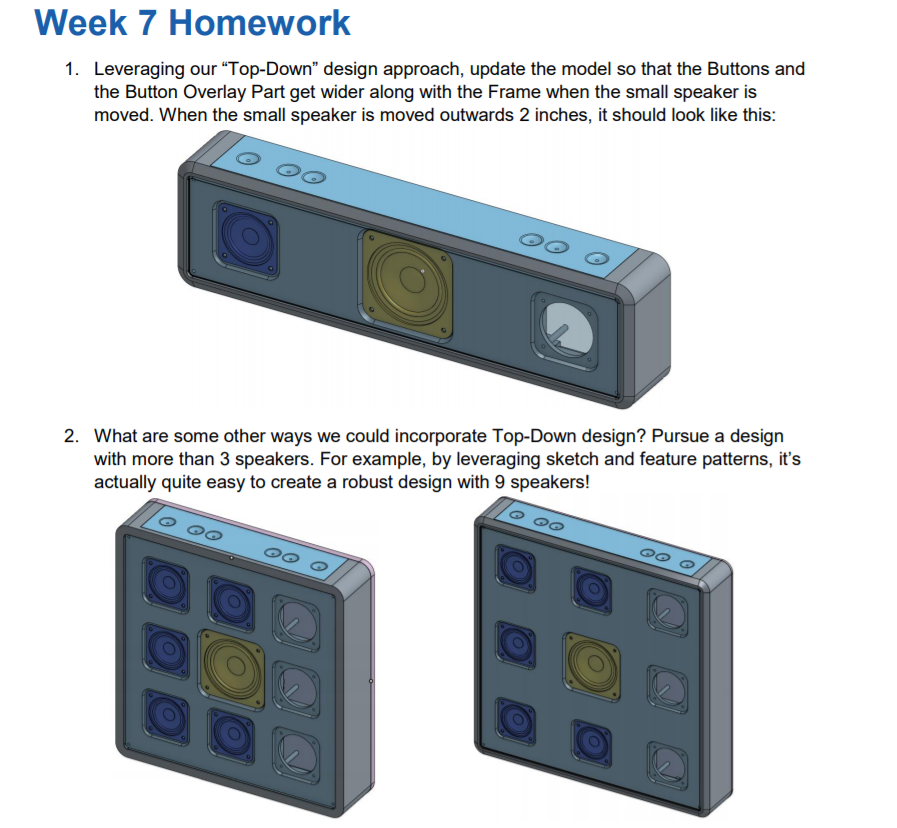 Week 7 Homework
1. Leveraging our “Top-Down” design approach, update the model so that the Buttons and
the Button Overlay Part get wider along with the Frame when the small speaker is
moved. When the small speaker is moved outwards 2 inches, it should look like this:
2. What are some other ways we could incorporate Top-Down design? Pursue a design
with more than 3 speakers. For example, by leveraging sketch and feature patterns, it’s
actually quite easy to create a robust design with 9 speakers!